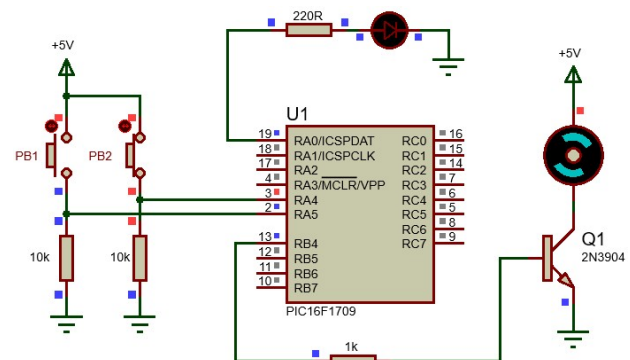 220R
+5V
+5V
U1
PB1
PB2
19 RA0/ICSPDAT RC0 16
18 RA1/ICSPCLK RC1 15
17 RA2 RC2 14
4 RA3/MCLR/VPP RC3 7
3 RA4 RC4 6
2 RA5 RC5 5
RC6 8
13 RB4 RC7 9
12 RB5
11 RB6
10 RB7
Q1
2N3904
10k
10k
PIC16F1709
1k